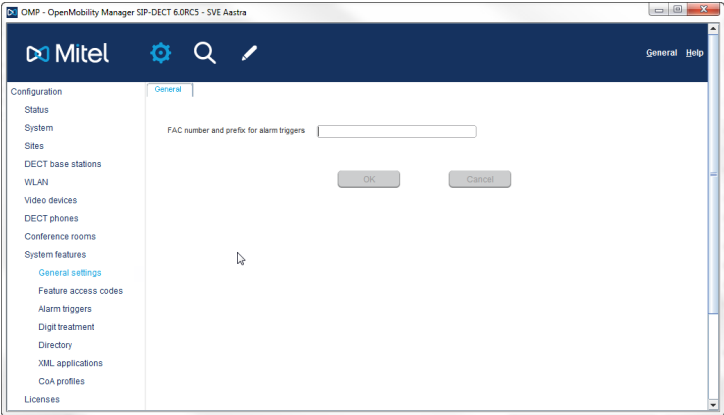 OMP - OpenMobility Manager SIP-DECT 6.0RC5 - SVE Aastra
Mitel
General Help
Configuration
General
Status
System
FAC number and prefix for alarm triggers
Sites
DECT base stations
WLAN
OK Cancel
Video devices
DECT phones
Conference rooms
System features
General settings
Feature access codes
Alarm triggers
Digit treatment
Directory
XML applications
CoA profiles
Licenses